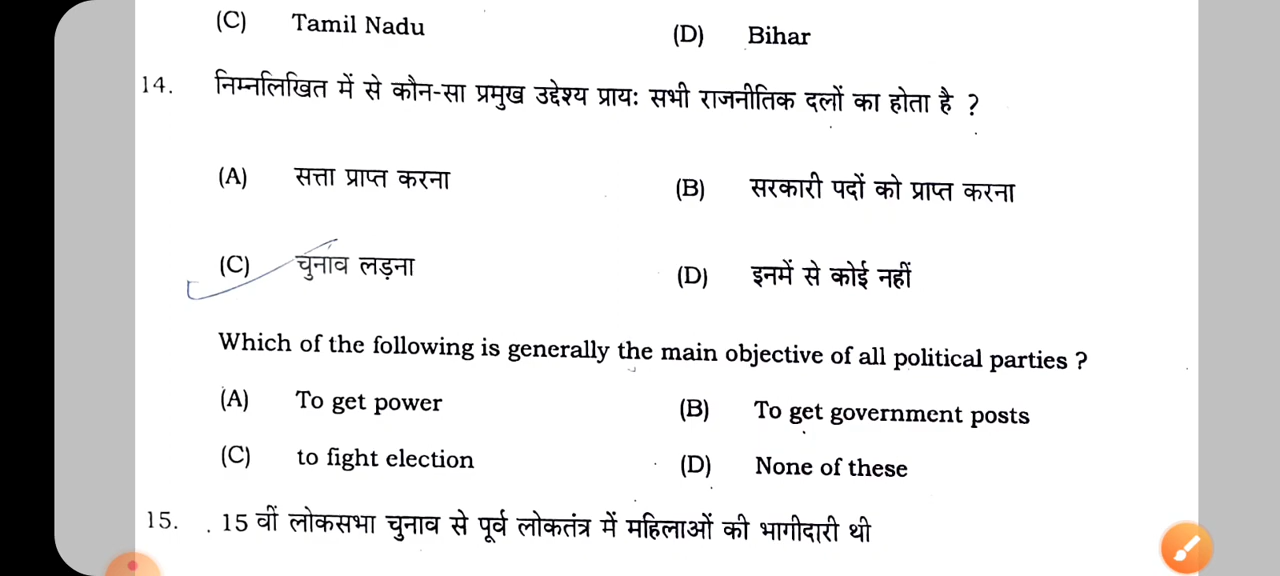 (C) Tamil Nadu (D) Bihar
14. निम्नलिखित में से कौन-सा प्रमुख उद्देश्य प्रायः सभी राजनीतिक दलों का होता है ?
(A) सत्ता प्राप्त करना (B) सरकारी पदों को प्राप्त करना
(C) चुनाव लड़ना (D) इनमें से कोई नहीं
Which of the following is generally the main objective of all political parties ?
(A) To get power (B) To get government posts
(C) to fight election (D) None of these
15. 15 वीं लोकसभा चुनाव से पूर्व लोकतंत्र में महिलाओं की भागीदारी थी